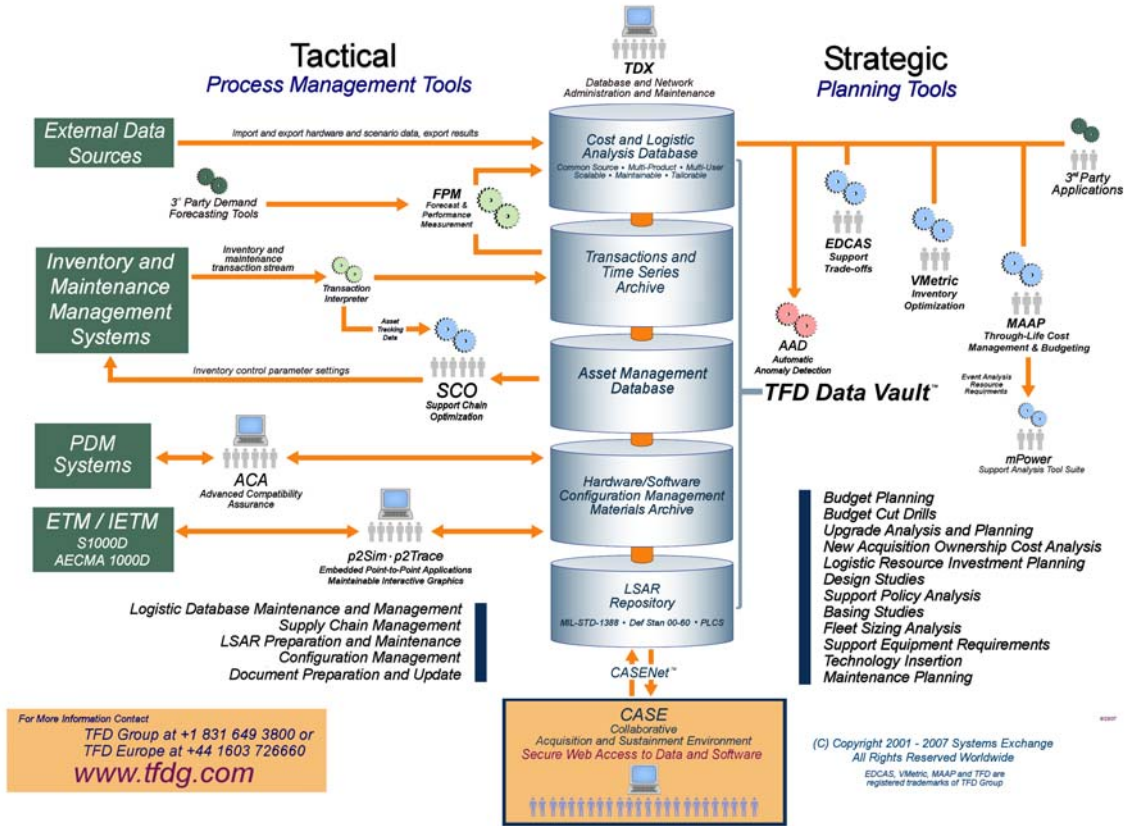 Tactical
Process Management Tools
TDX
Database and Network
Administration and Maintenance
Strategic
Planning Tools
External Data
Sources
Import and export hardware and scenario data, export results
Cost and Logistic
Analysis Database
Common Source • Multi-Product • Multi-User
Scalable • Maintainable • Tailorable
3rd Party
Applications
Party Demand
Forecasting Tools
FPM
Forecast &
Performance
Measurement
EDCAS
Support
Trade-offs
VMetric
Inventory
Optimization
MAAP
Through-Life Cost
Management & Budgeting
AAD
Automatic
Anomaly Detection
Event Analysis
Resource
Requirments
mPower
Support Analysis Tool Suite
Inventory and
Maintenance
Management
Systems
Inventory and
maintenance
transaction stream
Transaction
Interpreter
Asset
Tracking
Data
Transactions and
Time Series
Archive
Inventory control parameter settings
SCO
Support Chain
Optimization
Asset Management
Database
TFD Data Vault™
PDM
Systems
ACA
Advanced Compatibility
Assurance
Hardware/Software
Configuration Management
Materials Archive
ETM / IETM
S1000D
AECMA 1000D
p2Sim · p2Trace
Embedded Point-to-Point Applications
Maintainable Interactive Graphics
LSAR
Repository
MIL-STD-1388 • Def Stan 00-60 • PLCS
CASENet™
Logistic Database Maintenance and Management
Supply Chain Management
LSAR Preparation and Maintenance
Configuration Management
Document Preparation and Update
Budget Planning
Budget Cut Drills
Upgrade Analysis and Planning
New Acquisition Ownership Cost Analysis
Logistic Resource Investment Planning
Design Studies
Support Policy Analysis
Basing Studies
Fleet Sizing Analysis
Support Equipment Requirements
Technology Insertion
Maintenance Planning
For More Information Contact
TFD Group at +1 831 649 3800 or
TFD Europe at +44 1603 726660
www.tfdg.com
CASE
Collaborative
Acquisition and Sustainment Environment
Secure Web Access to Data and Software
(C) Copyright 2001 - 2007 Systems Exchange
All Rights Reserved Worldwide
EDCAS, VMetric, MAAP and TFD are
registered trademarks of TFD Group